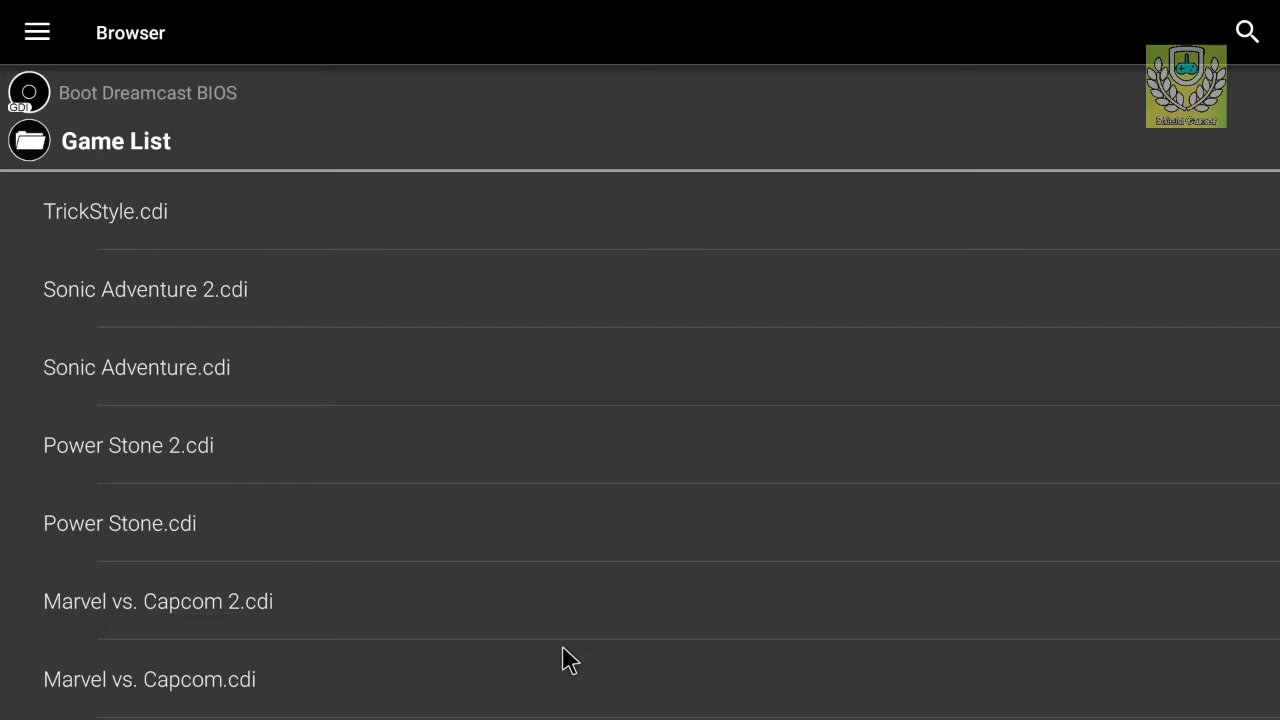 Browser
Boot Dreamcast BIOS
GDI
Game List
TrickStyle.cdi
Sonic Adventure 2.cdi
Sonic Adventure.cdi
Power Stone 2.cdi
Power Stone.cdi
Marvel vs. Capcom 2.cdi
Marvel vs. Capcom.cdi